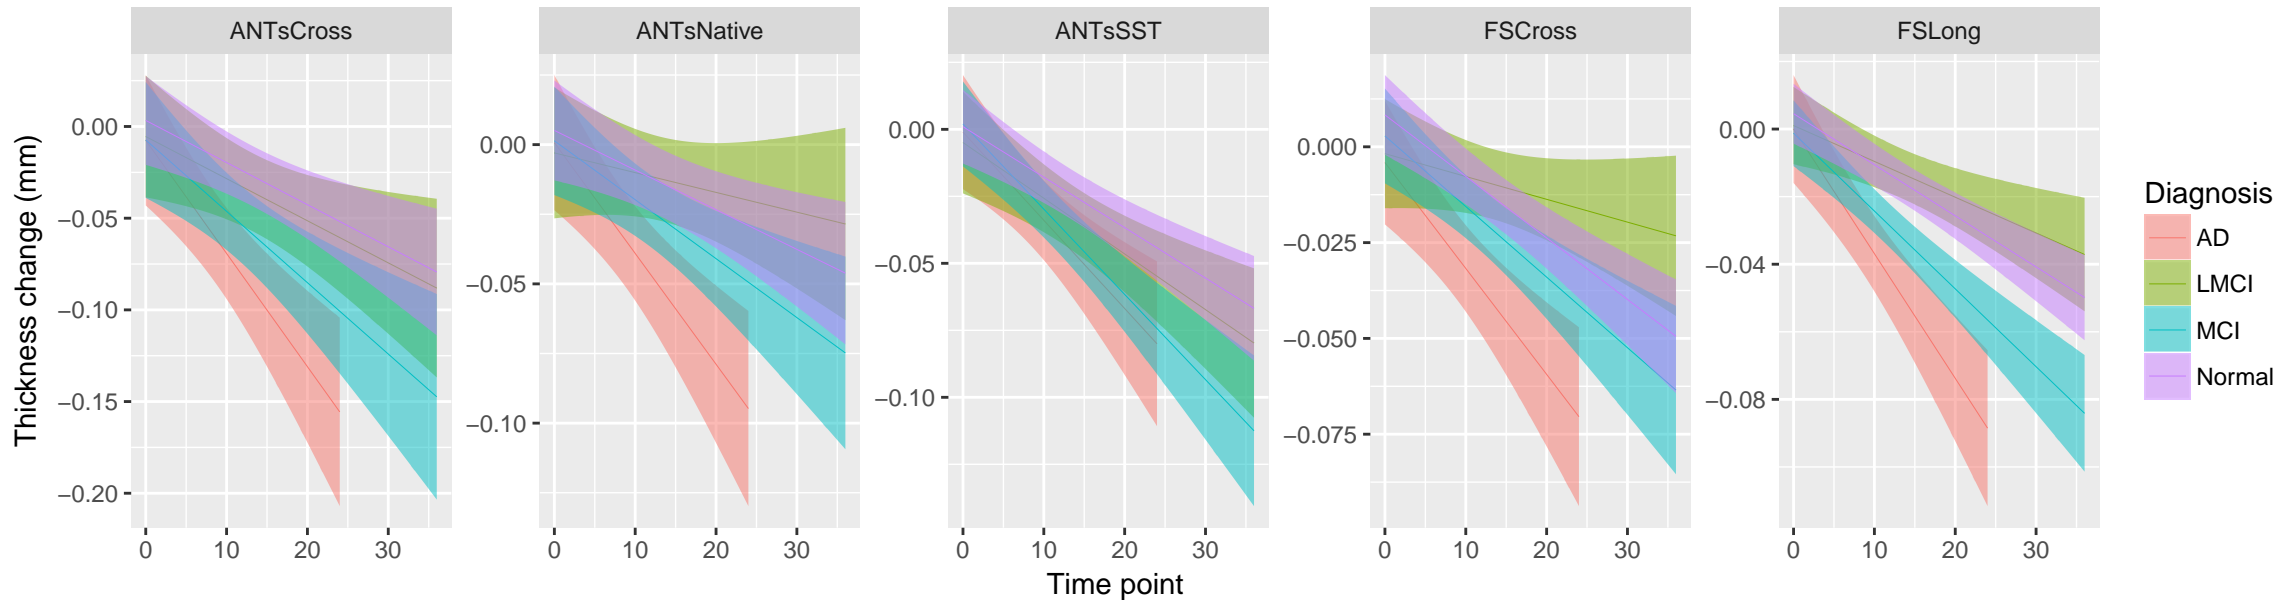 ANTsCross ANTsNative ANTsSST FSCross FSLong
Thickness change (mm)
0.00
−0.05
−0.10
−0.15
−0.20
0 10 20 30
0.00
−0.05
−0.10
0 10 20 30
0.00
−0.05
−0.10
0 10 20 30
0.000
−0.025
−0.050
−0.075
0 10 20 30
0.00
−0.04
−0.08
0 10 20 30
Time point
Diagnosis
AD
LMCI
MCI
Normal